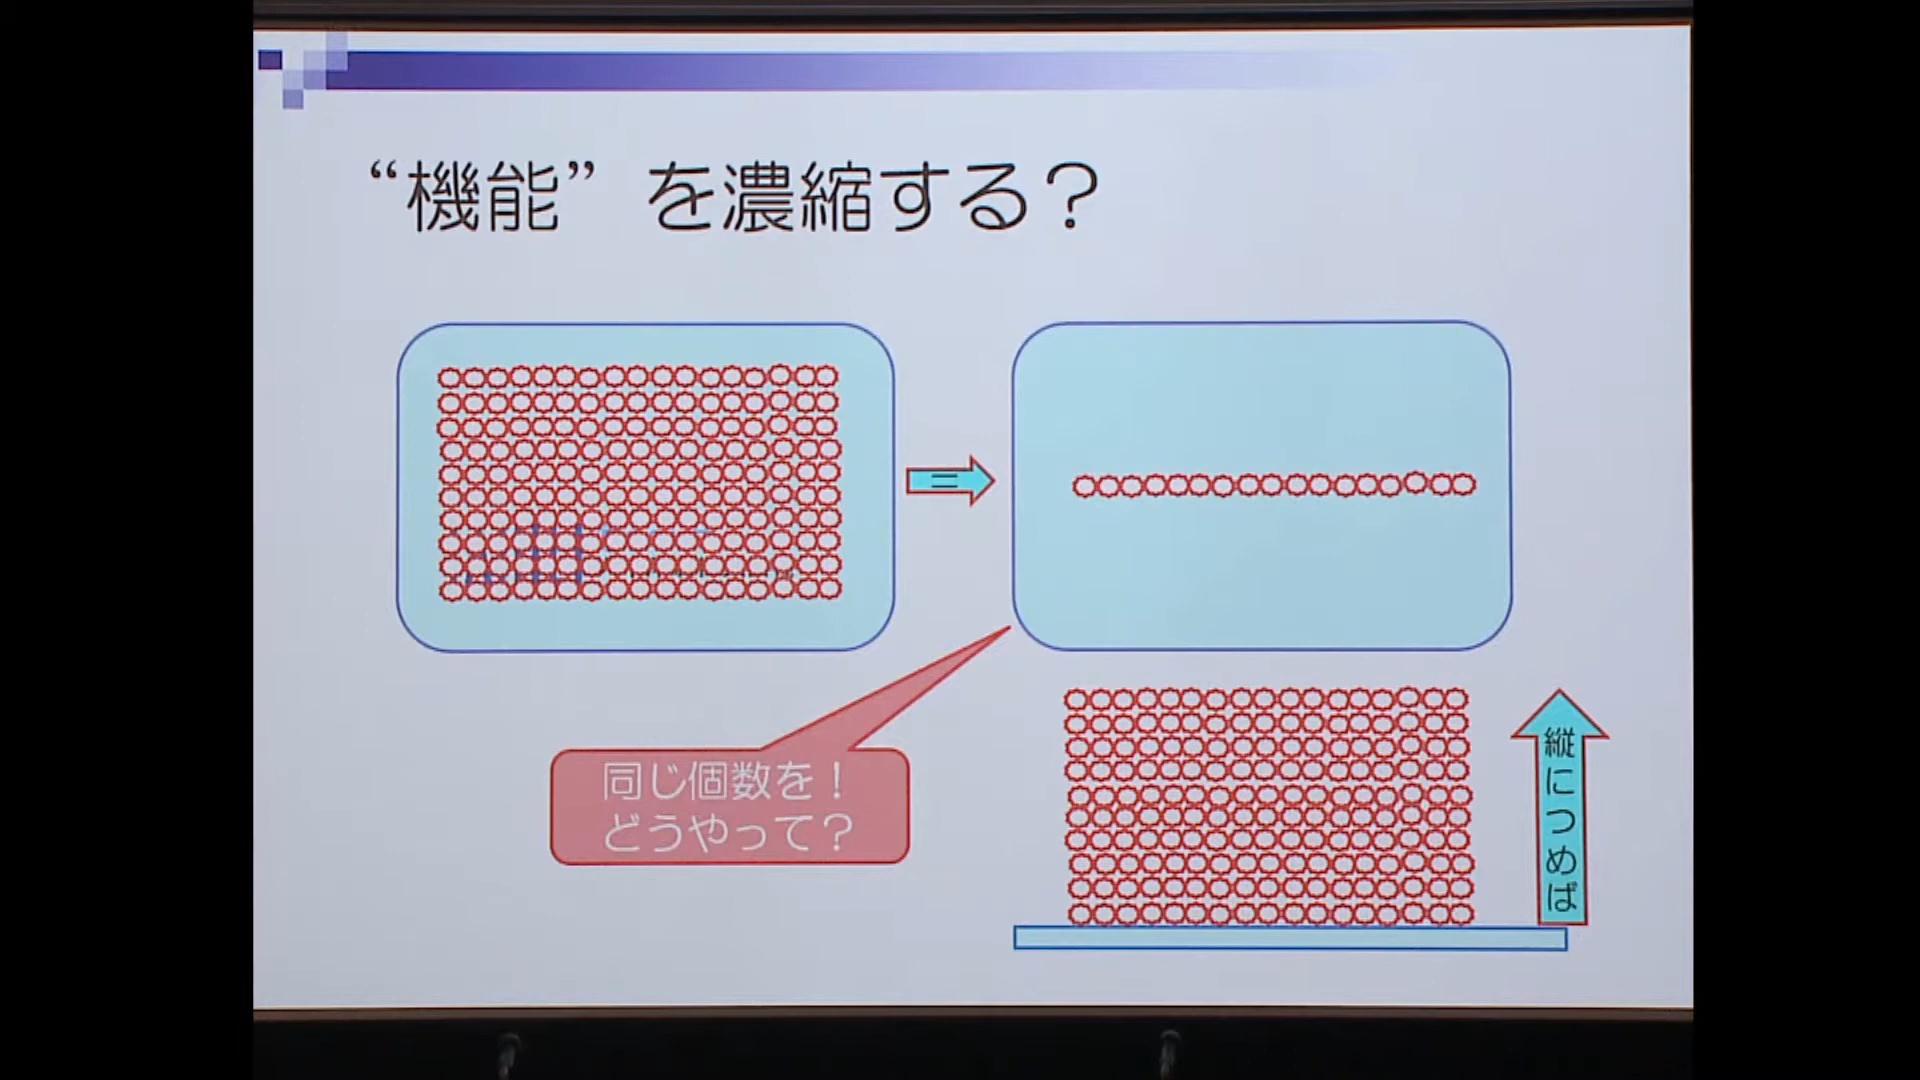 “機能”を濃縮する？
＝
同じ個数を！
どうやって？
縦につめば